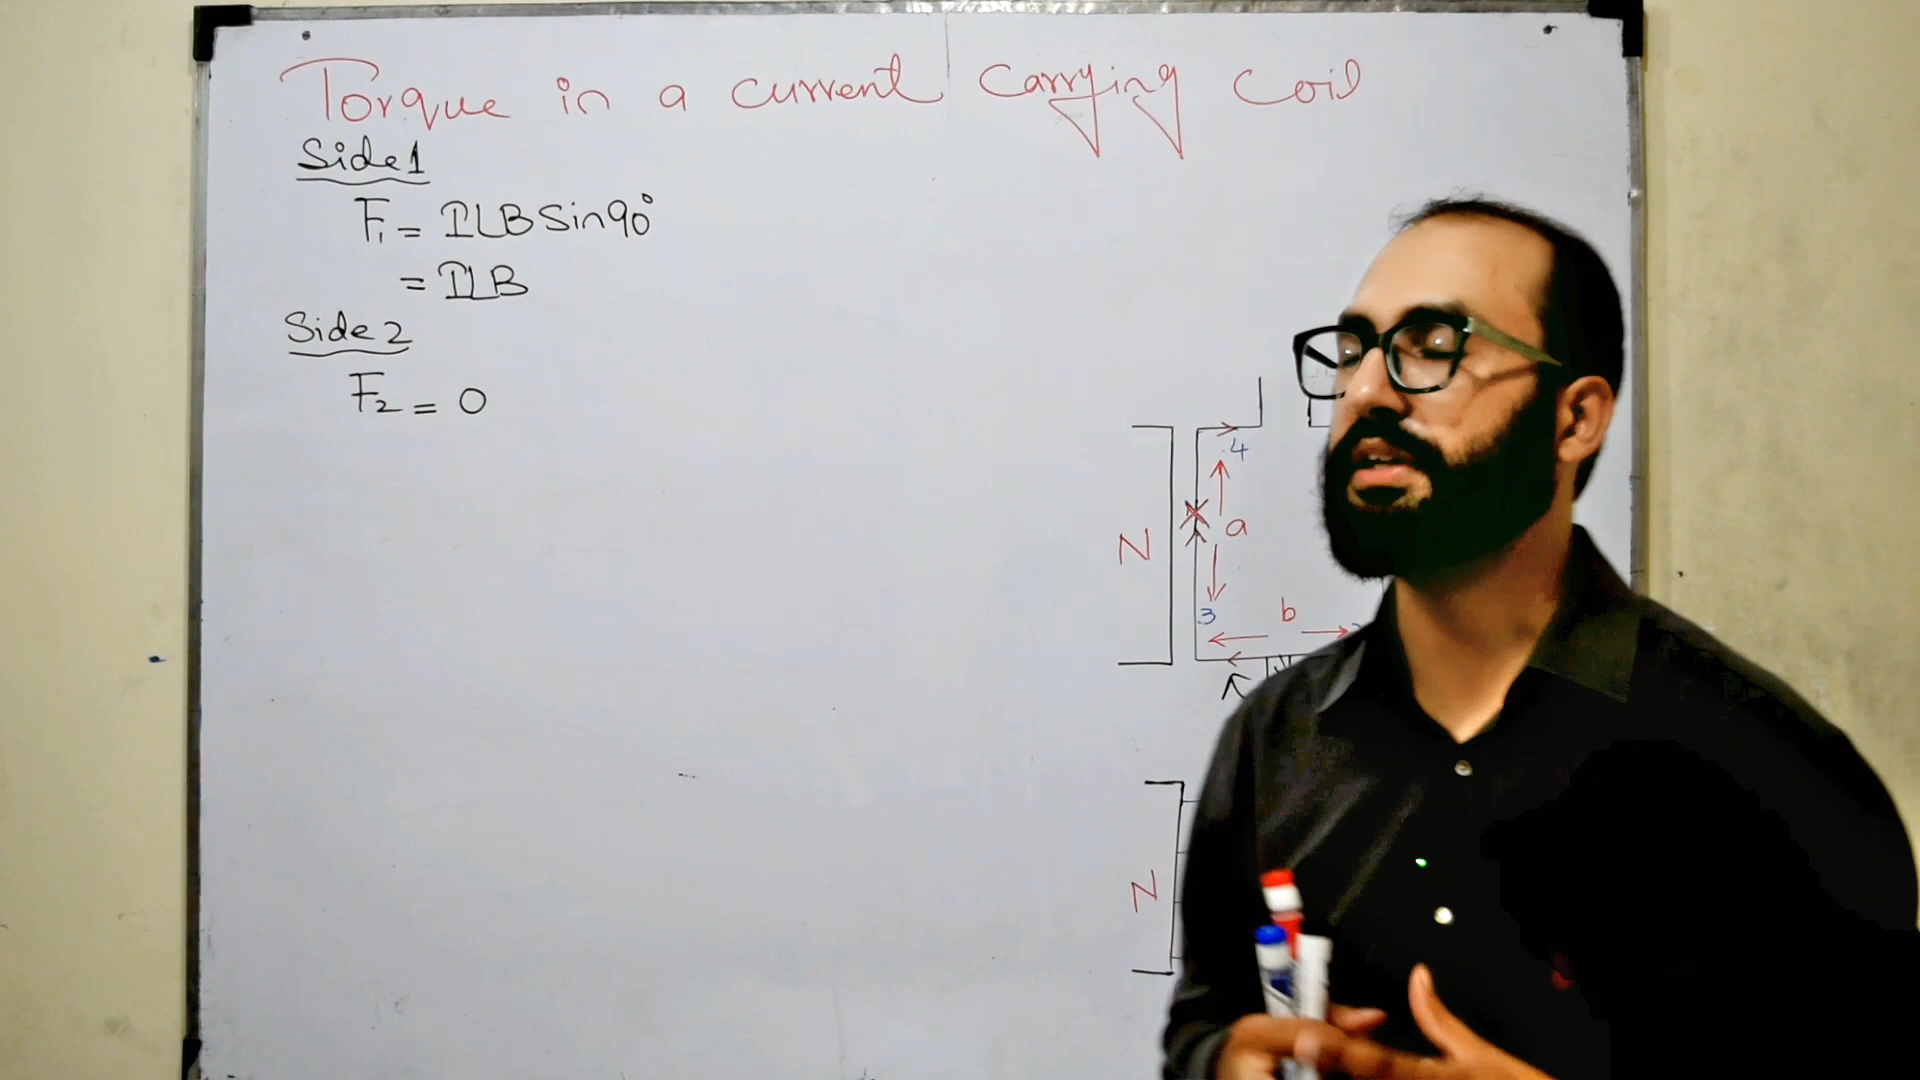 Torque in a current carrying coil
Side 1
F₁ = ILB Sin90°
= ILB
Side 2
F₂ = 0
4
a
N
3
b
N